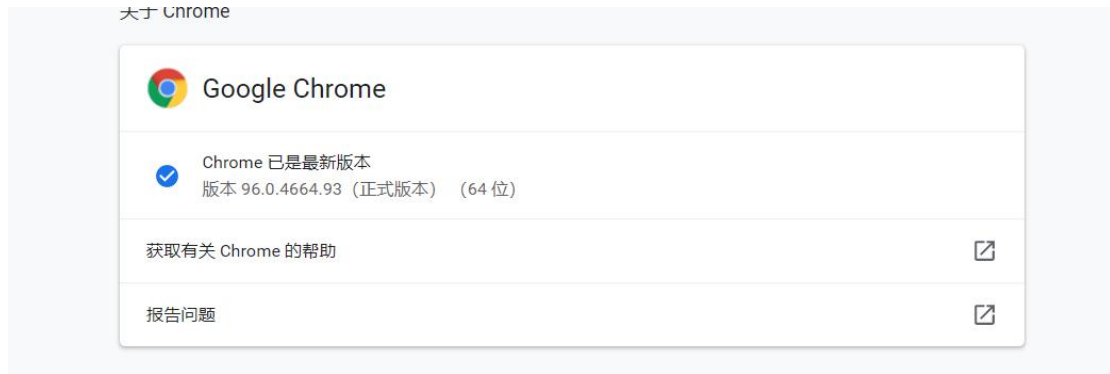 关于 Chrome
Google Chrome
Chrome 已是最新版本
版本 96.0.4664.93（正式版本） （64 位）
获取有关 Chrome 的帮助
报告问题